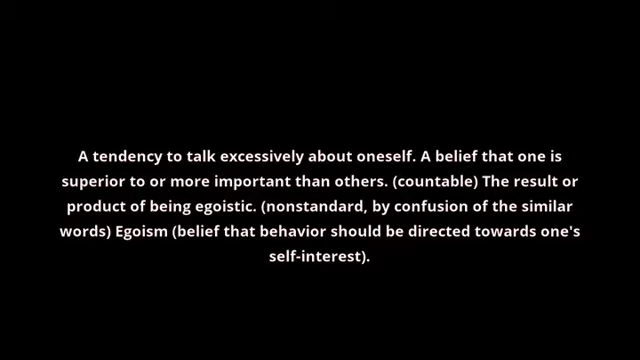 A tendency to talk excessively about oneself. A belief that one is
superior to or more important than others. (countable) The result or
product of being egoistic. (nonstandard, by confusion of the similar
words) Egoism (belief that behavior should be directed towards one's
self-interest).